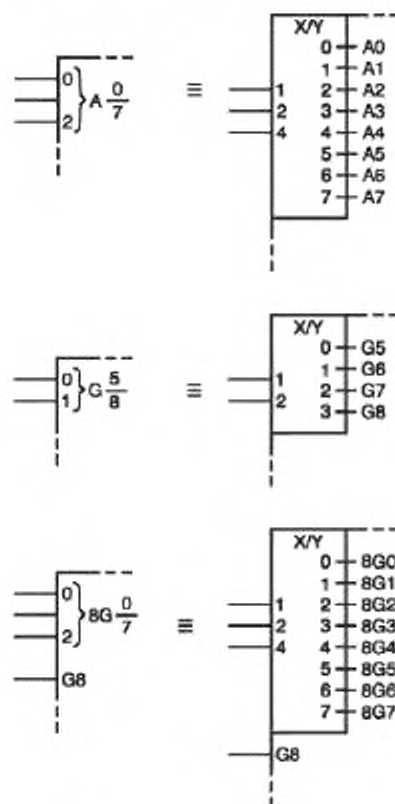 X/Y
0 A0
1 A1
0 1 2 A2
} A 0/7 ≡ 2 3 A3
2 4 4 A4
5 A5
6 A6
7 A7
X/Y
0 G5
0 1 1 G6
} G 5/8 ≡
1 2 2 G7
3 G8
X/Y
0 8G0
1 8G1
0 1 2 8G2
} 8G 0/7 ≡ 2 3 8G3
2 4 4 8G4
5 8G5
6 8G6
G8 7 8G7
G8